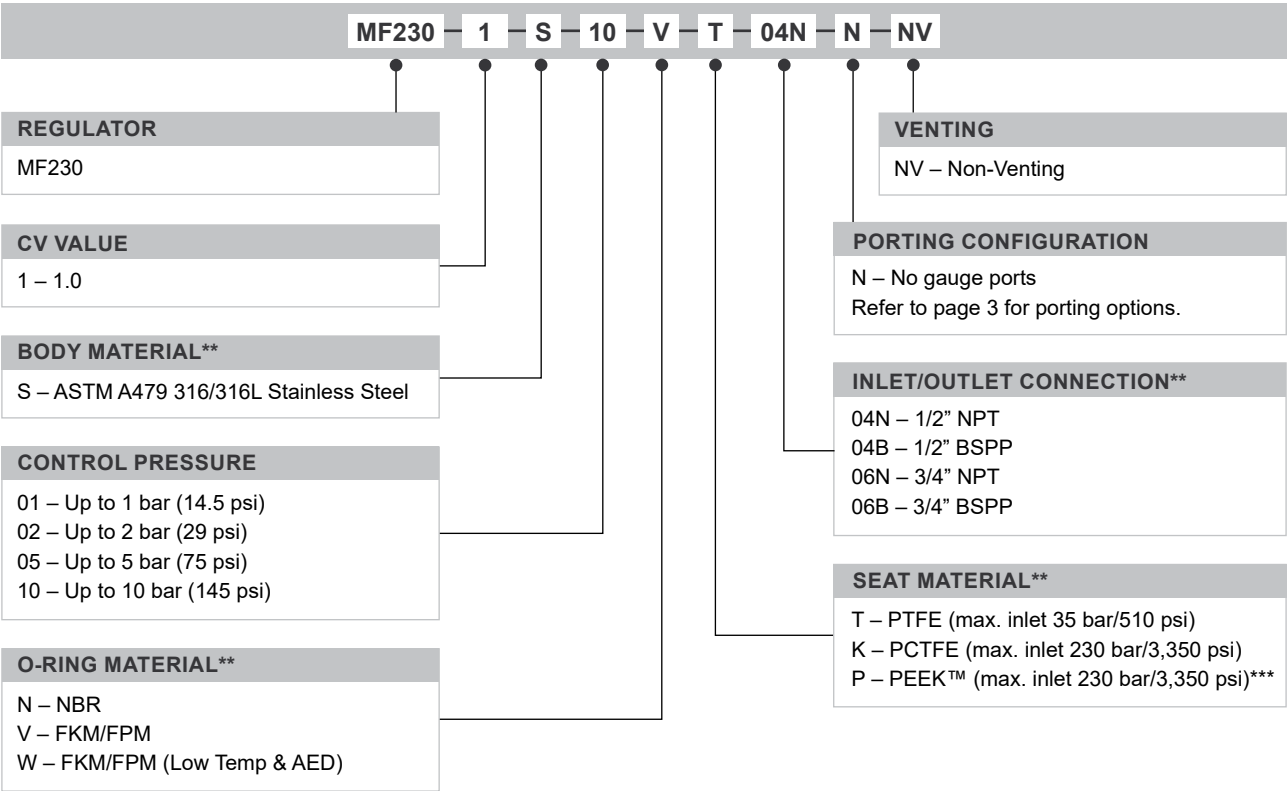 MF230 1 S 10 V T 04N N NV
REGULATOR
MF230
CV VALUE
1 – 1.0
BODY MATERIAL**
S – ASTM A479 316/316L Stainless Steel
CONTROL PRESSURE
01 – Up to 1 bar (14.5 psi)
02 – Up to 2 bar (29 psi)
05 – Up to 5 bar (75 psi)
10 – Up to 10 bar (145 psi)
O-RING MATERIAL**
N – NBR
V – FKM/FPM
W – FKM/FPM (Low Temp & AED)
VENTING
NV – Non-Venting
PORTING CONFIGURATION
N – No gauge ports
Refer to page 3 for porting options.
INLET/OUTLET CONNECTION**
04N – 1/2” NPT
04B – 1/2” BSPP
06N – 3/4” NPT
06B – 3/4” BSPP
SEAT MATERIAL**
T – PTFE (max. inlet 35 bar/510 psi)
K – PCTFE (max. inlet 230 bar/3,350 psi)
P – PEEK™ (max. inlet 230 bar/3,350 psi)***